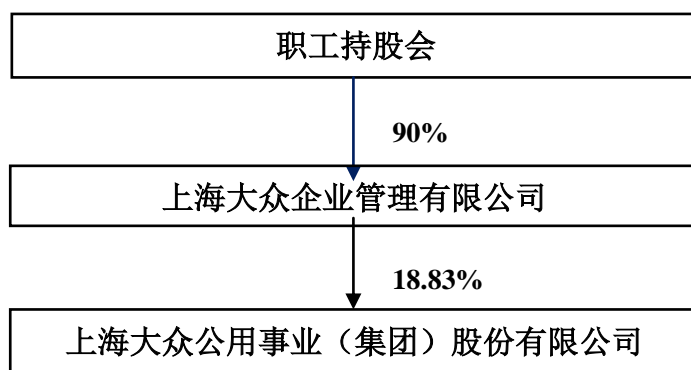 职工持股会
90%
上海大众企业管理有限公司
18.83%
上海大众公用事业（集团）股份有限公司